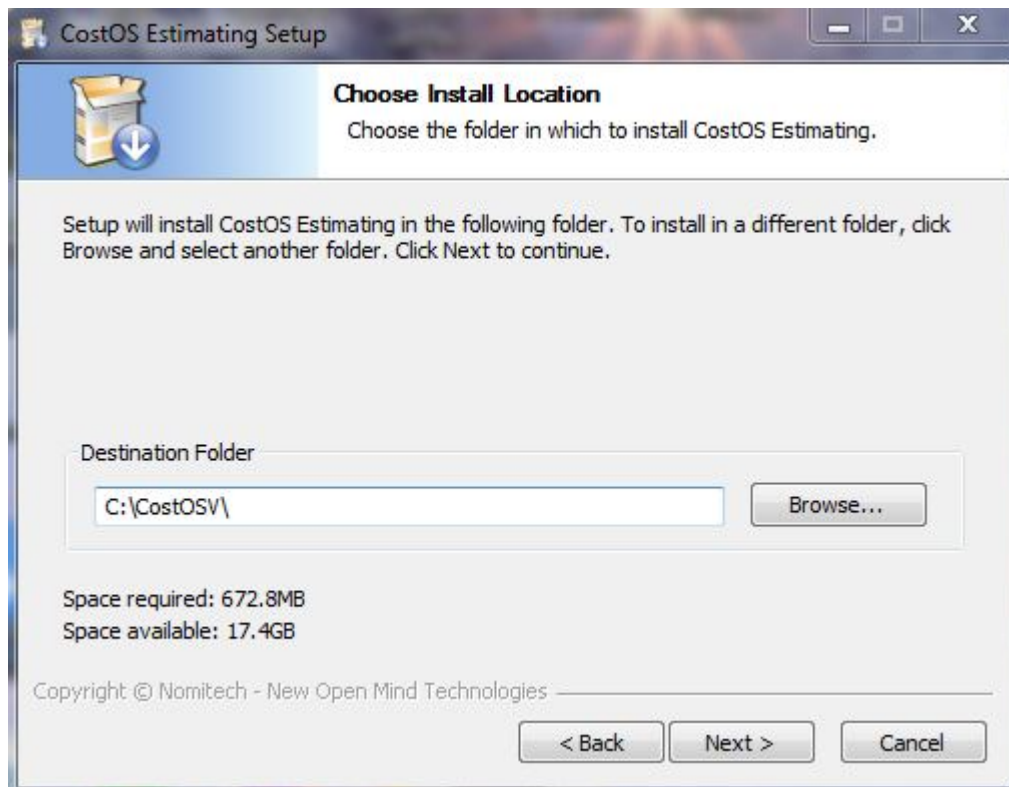 CostOS Estimating Setup
Choose Install Location
Choose the folder in which to install CostOS Estimating.
Setup will install CostOS Estimating in the following folder. To install in a different folder, click
Browse and select another folder. Click Next to continue.
Destination Folder
C:\CostOSV\
Browse...
Space required: 672.8MB
Space available: 17.4GB
Copyright © Nomitech - New Open Mind Technologies
< Back
Next >
Cancel